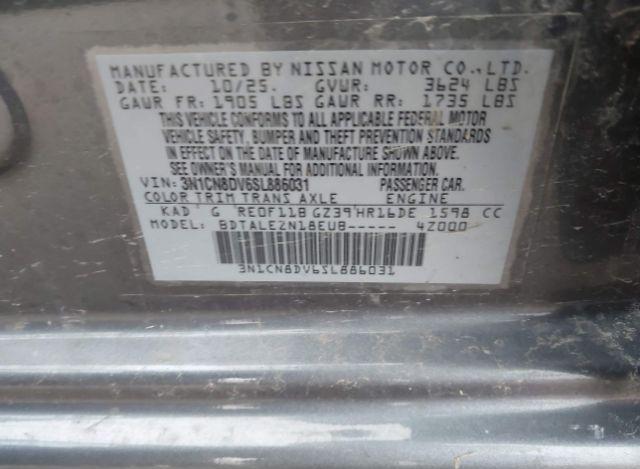 MANUFACTURED BY NISSAN MOTOR CO., LTD.
DATE: 10/25. GVWR: 3624 LBS
GAWR FR: 1905 LBS GAWR RR: 1735 LBS
THIS VEHICLE CONFORMS TO ALL APPLICABLE FEDERAL MOTOR
VEHICLE SAFETY, BUMPER AND THEFT PREVENTION STANDARDS
IN EFFECT ON THE DATE OF MANUFACTURE SHOWN ABOVE.
SEE OWNER'S MANUAL FOR ADDITIONAL INFORMATION.
VIN: 3N1CN8DV6SL886031 PASSENGER CAR.
COLOR TRIM TRANS AXLE ENGINE
KAD G RE0F11B GZ39 HR16DE 1598 CC
MODEL: BDTALEZN18EUB----- 4Z000
3N1CN8DV6SL886031